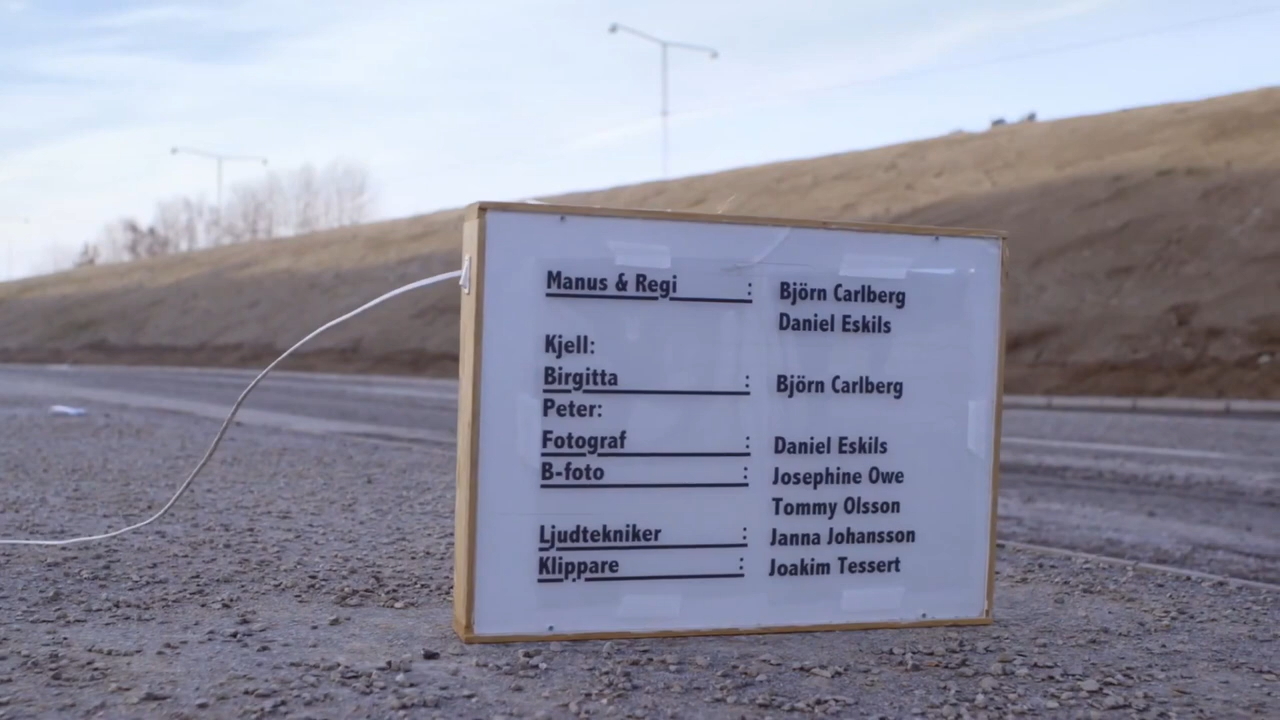 Manus & Regi : Björn Carlberg
Daniel Eskils
Kjell:
Birgitta : Björn Carlberg
Peter:
Fotograf : Daniel Eskils
B-foto : Josephine Owe
Tommy Olsson
Ljudtekniker : Janna Johansson
Klippare : Joakim Tessert